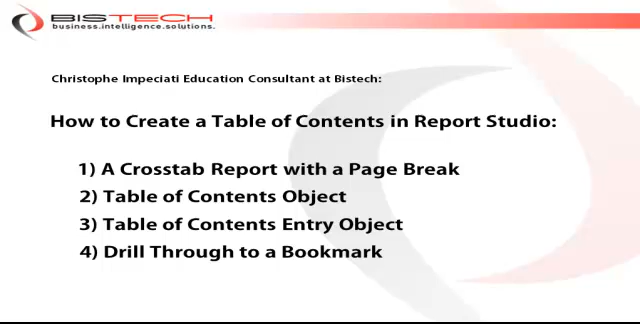 BISTECH
business.intelligence.solutions.
Christophe Impeciati Education Consultant at Bistech:
How to Create a Table of Contents in Report Studio:
1) A Crosstab Report with a Page Break
2) Table of Contents Object
3) Table of Contents Entry Object
4) Drill Through to a Bookmark